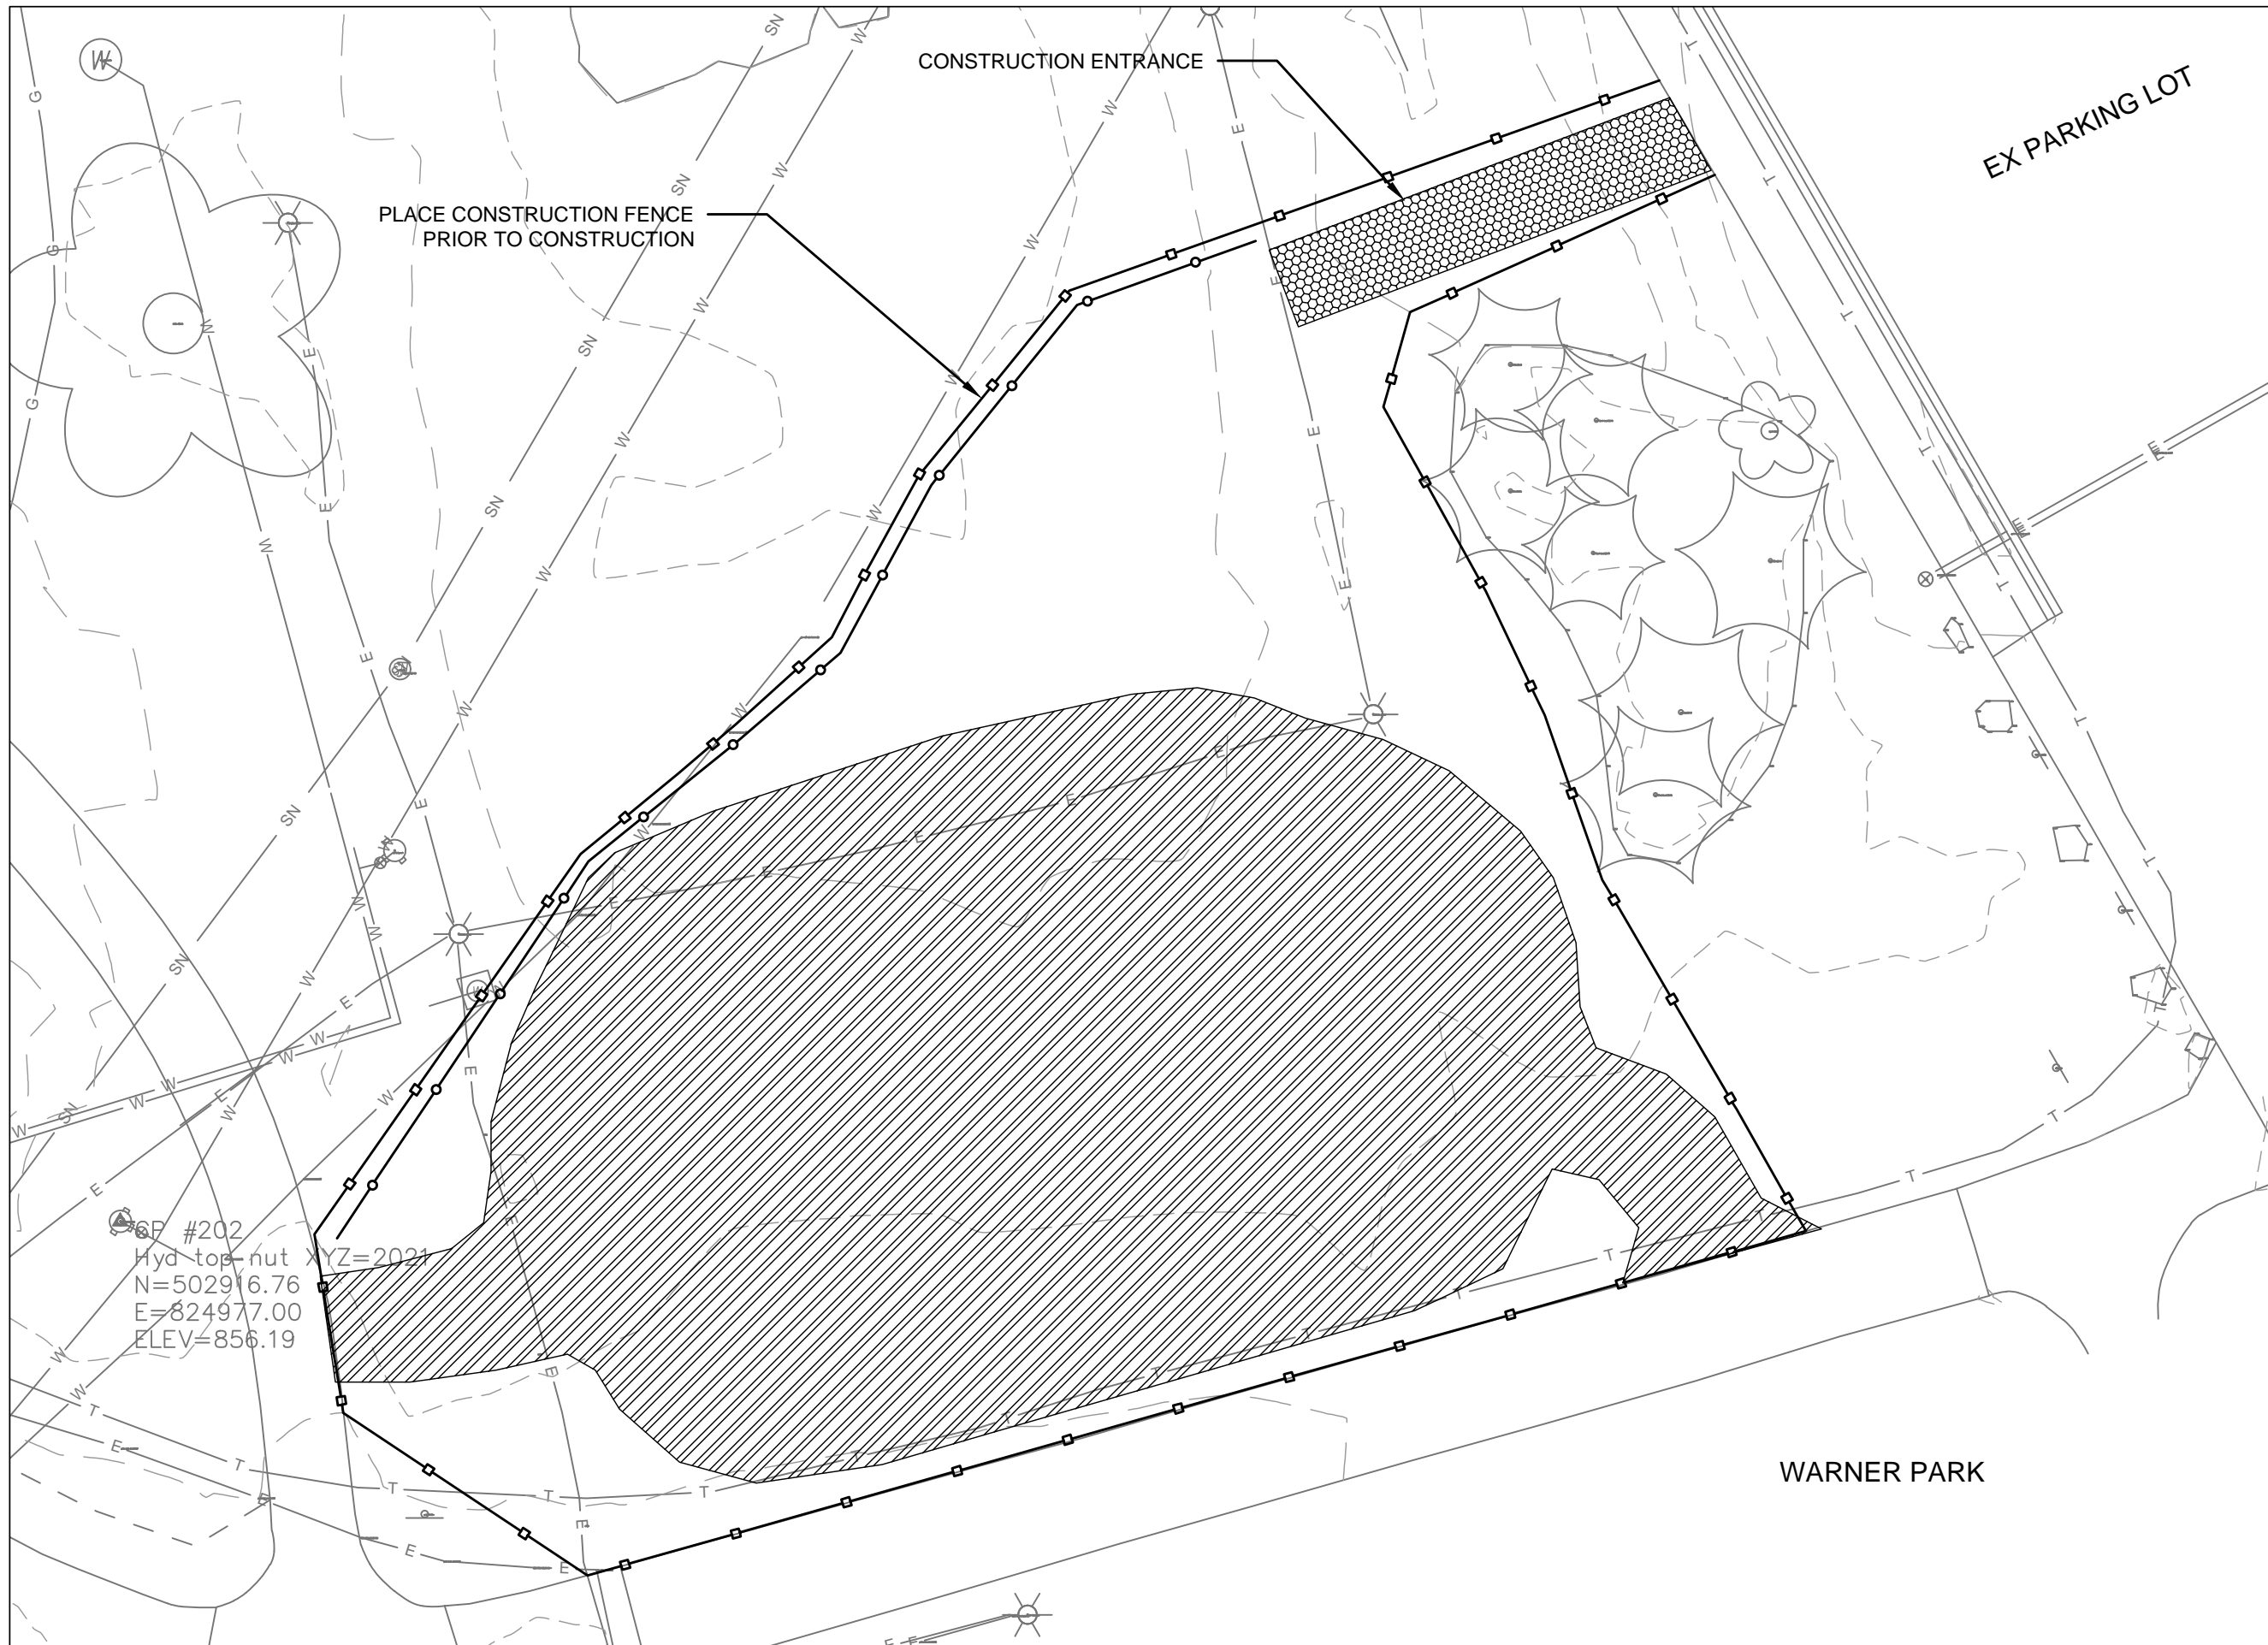 CONSTRUCTION ENTRANCE
EX PARKING LOT
PLACE CONSTRUCTION FENCE
PRIOR TO CONSTRUCTION
#202
Hyd top nut XYZ=2021
N=502916.76
E=824977.00
ELEV=856.19
WARNER PARK